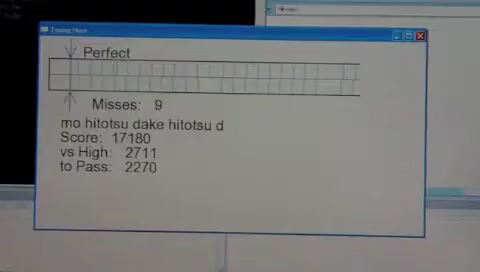 Perfect
Misses: 9
mo hitotsu dake hitotsu d
Score: 17180
vs High: 2711
to Pass: 2270